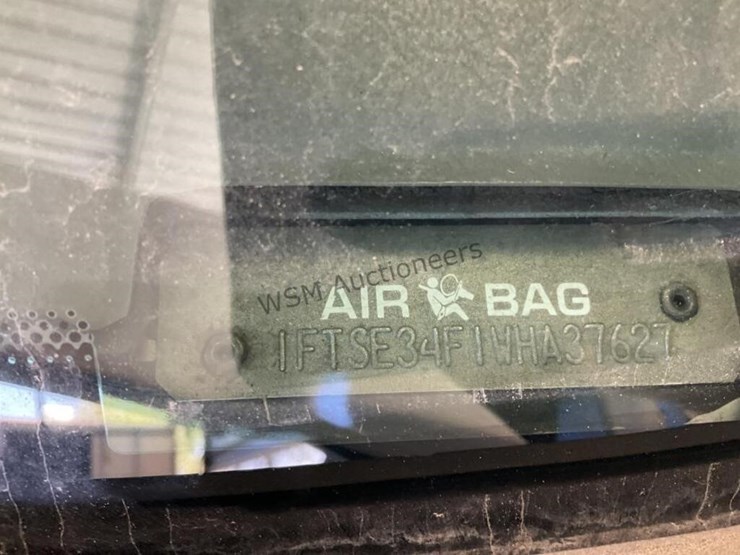 WSM Auctioneers
AIR BAG
1FTSE34F1WHA37627